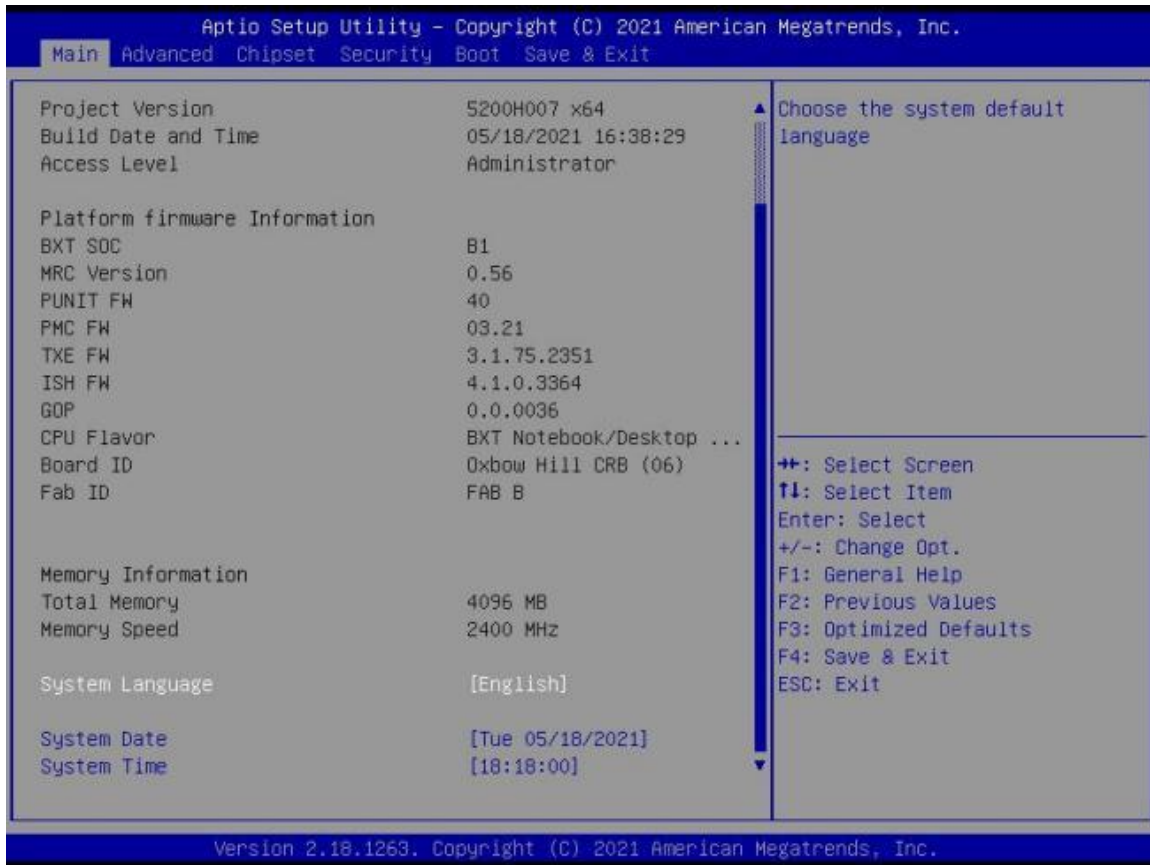 Aptio Setup Utility – Copyright (C) 2021 American Megatrends, Inc.
Main Advanced Chipset Security Boot Save & Exit
Project Version 5200H007 x64
Build Date and Time 05/18/2021 16:38:29
Access Level Administrator
Platform firmware Information
BXT SOC B1
MRC Version 0.56
PUNIT FW 40
PMC FW 03.21
TXE FW 3.1.75.2351
ISH FW 4.1.0.3364
GOP 0.0.0036
CPU Flavor BXT Notebook/Desktop ...
Board ID Oxbow Hill CRB (06)
Fab ID FAB B
Memory Information
Total Memory 4096 MB
Memory Speed 2400 MHz
System Language [English]
System Date [Tue 05/18/2021]
System Time [18:18:00]
Choose the system default
language
→←: Select Screen
↑↓: Select Item
Enter: Select
+/-: Change Opt.
F1: General Help
F2: Previous Values
F3: Optimized Defaults
F4: Save & Exit
ESC: Exit
Version 2.18.1263. Copyright (C) 2021 American Megatrends, Inc.